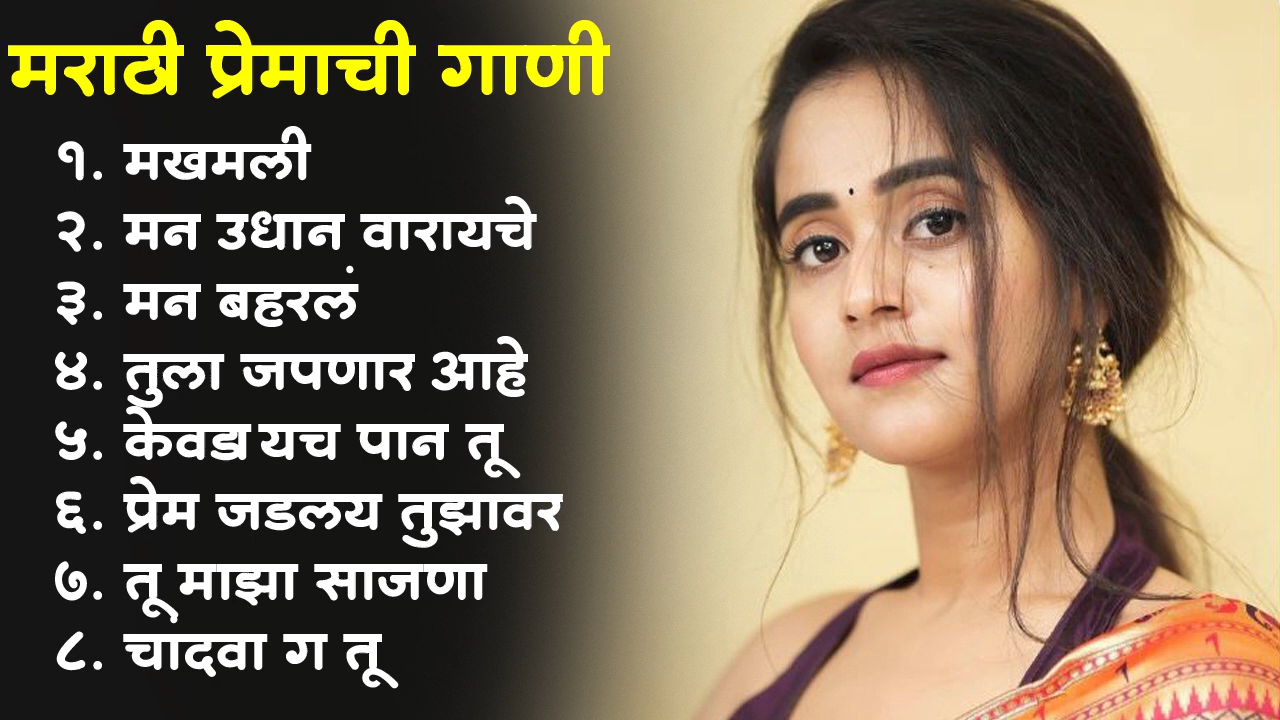 मराठी प्रेमाची गाणी
१. मखमली
२. मन उधान वारायचे
३. मन बहरलं
४. तुला जपणार आहे
५. केवडा यच पान तू
६. प्रेम जडलय तुझावर
७. तू माझा साजणा
८. चांदवा ग तू